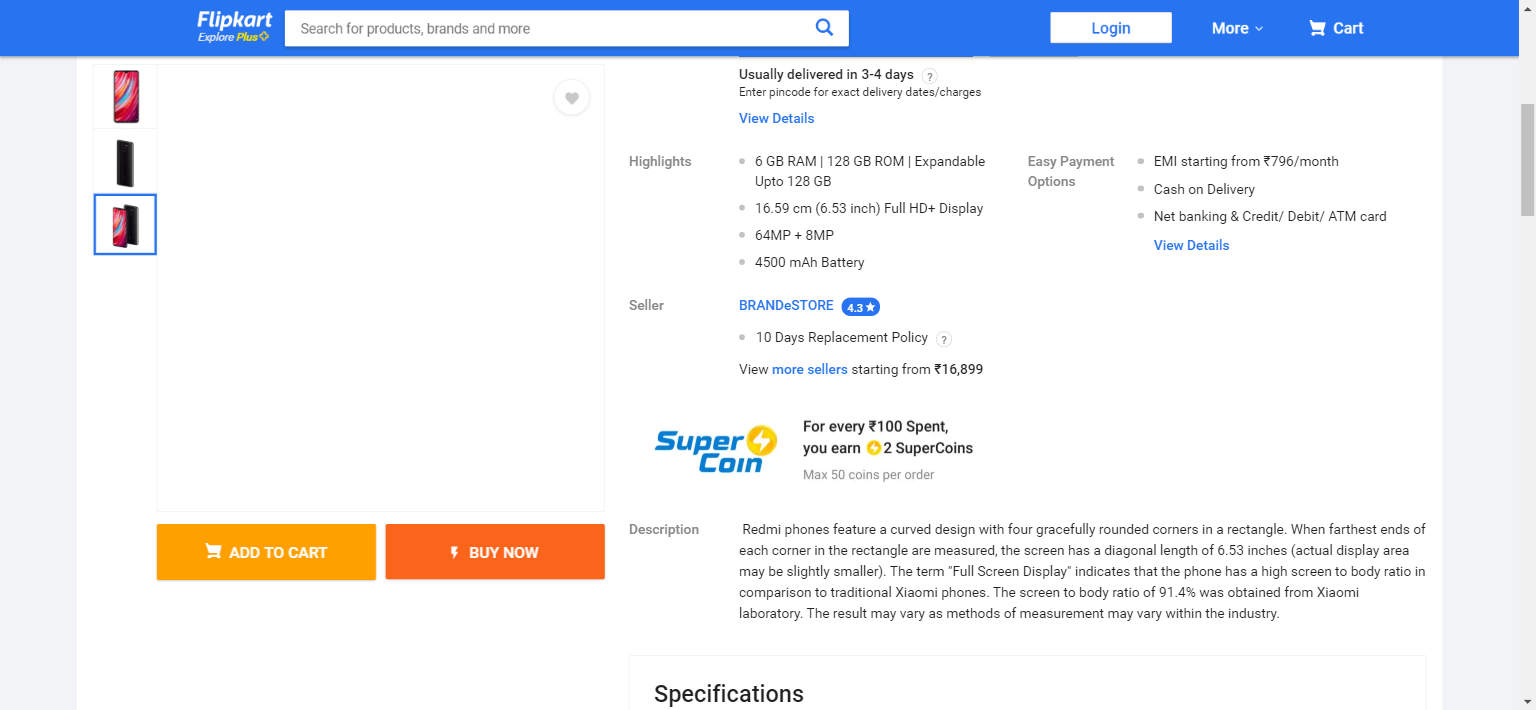 Flipkart
Explore Plus
Search for products, brands and more
Login
More
Cart
Usually delivered in 3-4 days ?
Enter pincode for exact delivery dates/charges
View Details
Highlights
6 GB RAM | 128 GB ROM | Expandable
Upto 128 GB
16.59 cm (6.53 inch) Full HD+ Display
64MP + 8MP
4500 mAh Battery
Easy Payment
Options
EMI starting from ₹796/month
Cash on Delivery
Net banking & Credit/ Debit/ ATM card
View Details
Seller
BRANDeSTORE 4.3★
10 Days Replacement Policy ?
View more sellers starting from ₹16,899
Super
Coin
For every ₹100 Spent,
you earn 2 SuperCoins
Max 50 coins per order
ADD TO CART
BUY NOW
Description
Redmi phones feature a curved design with four gracefully rounded corners in a rectangle. When farthest ends of
each corner in the rectangle are measured, the screen has a diagonal length of 6.53 inches (actual display area
may be slightly smaller). The term "Full Screen Display" indicates that the phone has a high screen to body ratio in
comparison to traditional Xiaomi phones. The screen to body ratio of 91.4% was obtained from Xiaomi
laboratory. The result may vary as methods of measurement may vary within the industry.
Specifications